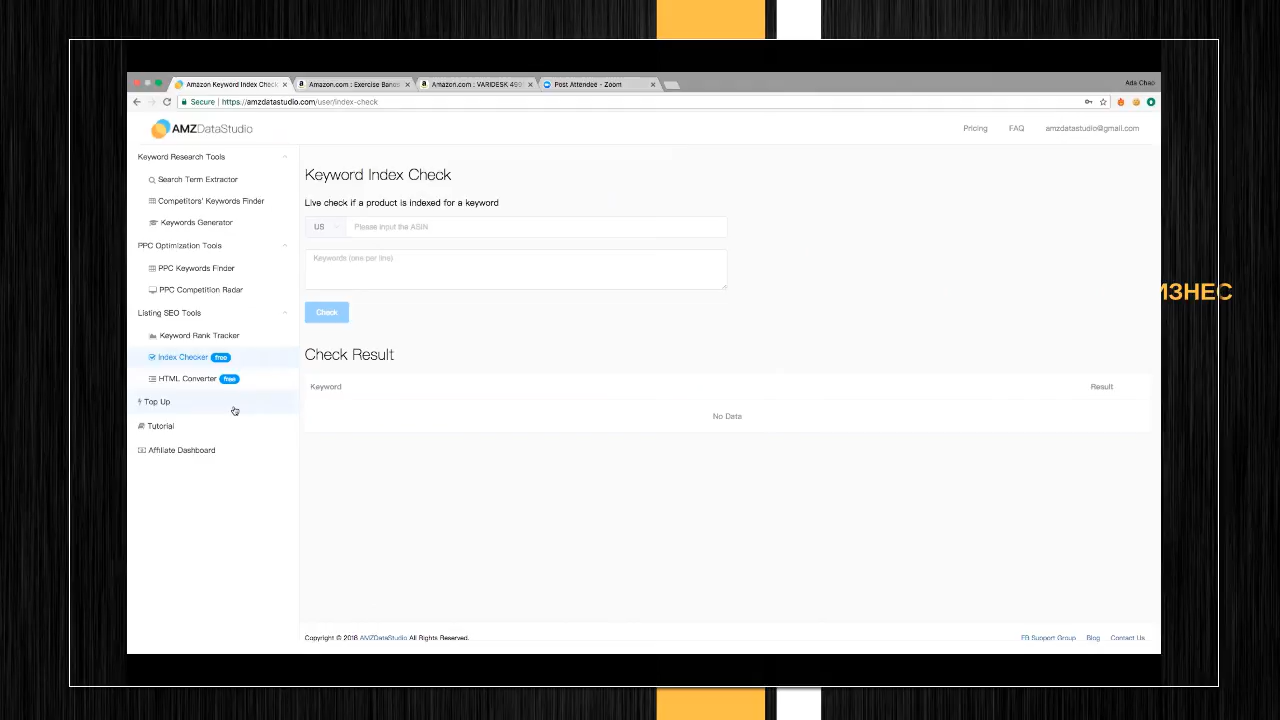 Amazon Keyword Index Check
Amazon.com : Exercise Bands
Amazon.com : VARIDESK 469
Post Attendee - Zoom
Ada Chao
Secure
https://amzdatastudio.com/user/index-check
AMZDataStudio
Pricing
FAQ
amzdatastudio@gmail.com
Keyword Research Tools
Search Term Extractor
Competitors' Keywords Finder
Keywords Generator
PPC Optimization Tools
PPC Keywords Finder
PPC Competition Radar
Listing SEO Tools
Keyword Rank Tracker
Index Checker free
HTML Converter free
Top Up
Tutorial
Affiliate Dashboard
Keyword Index Check
Live check if a product is indexed for a keyword
US
Please input the ASIN
Keywords (one per line)
Check
Check Result
Keyword
Result
No Data
ИЗНЕС
Copyright © 2018 AMZDataStudio All Rights Reserved.
FB Support Group
Blog
Contact Us